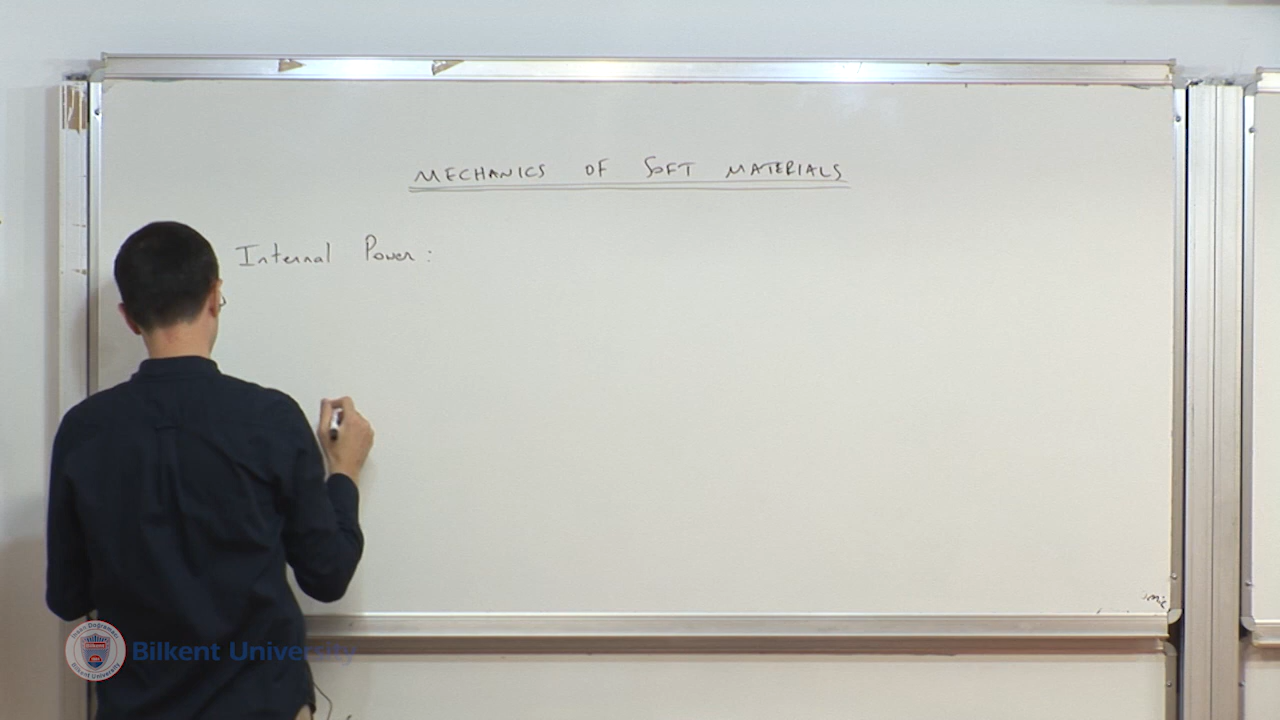 MECHANICS OF SOFT MATERIALS
Internal Power :
Bilkent University